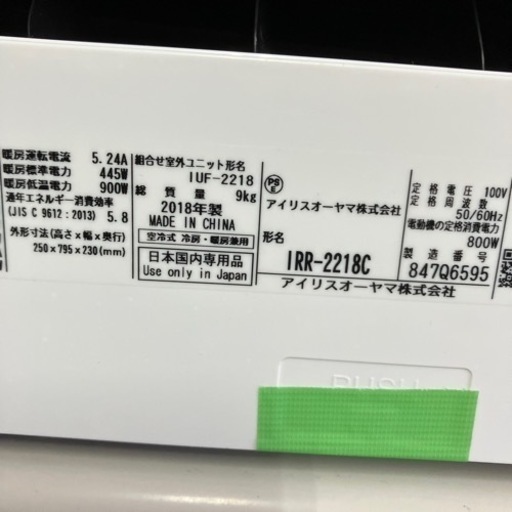 暖房運転電流 5.24A
暖房標準電力 445W
暖房低温電力 900W
通年エネルギー消費効率
(JIS C 9612:2013) 5.8
外形寸法(高さ×幅×奥行)
250×795×230(mm)
組合せ室外ユニット形名
IUF-2218
総質量 9kg
2018年製
MADE IN CHINA
空冷式 冷房・暖房兼用
日本国内専用品
Use only in Japan
PS
E
アイリスオーヤマ株式会社
形名
IRR-2218C
アイリスオーヤマ株式会社
定格電圧 100V
定格周波数
50/60Hz
電動機の定格消費電力
800W
製造番号
847Q6595
PUSH